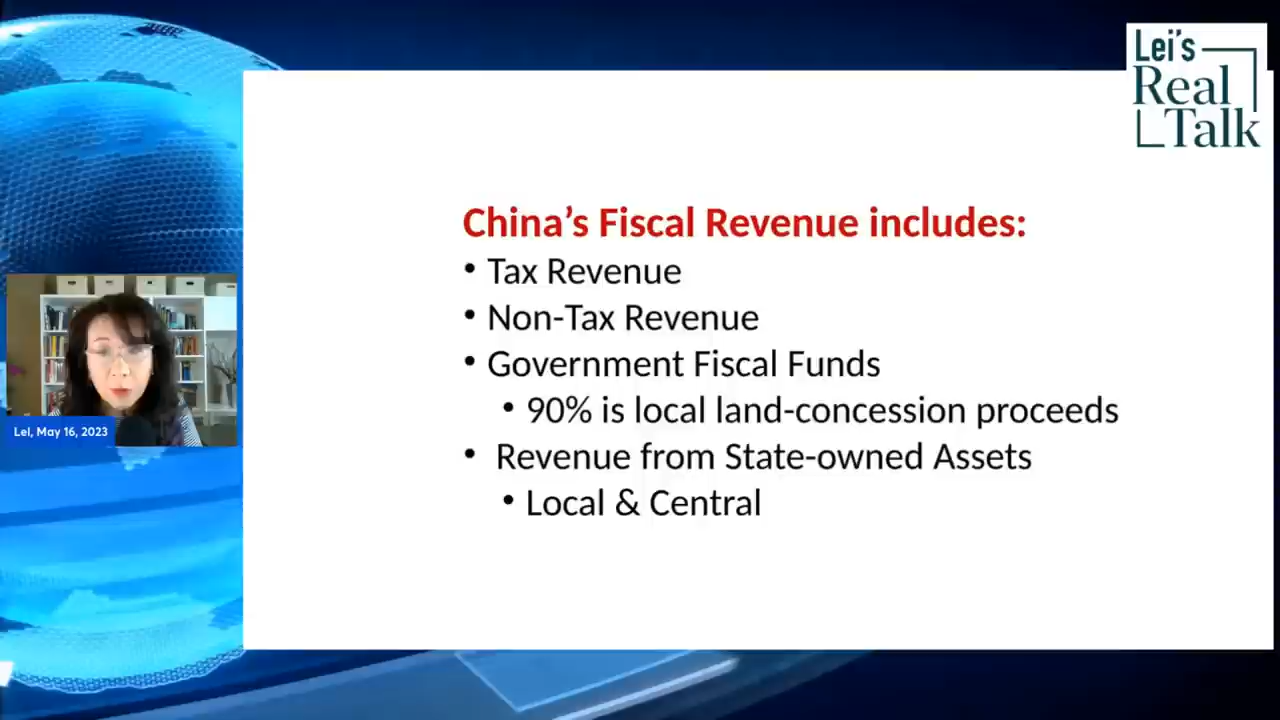 Lei's
Real
Talk
China’s Fiscal Revenue includes:
• Tax Revenue
• Non-Tax Revenue
• Government Fiscal Funds
• 90% is local land-concession proceeds
• Revenue from State-owned Assets
• Local & Central
Lel, May 16, 2023